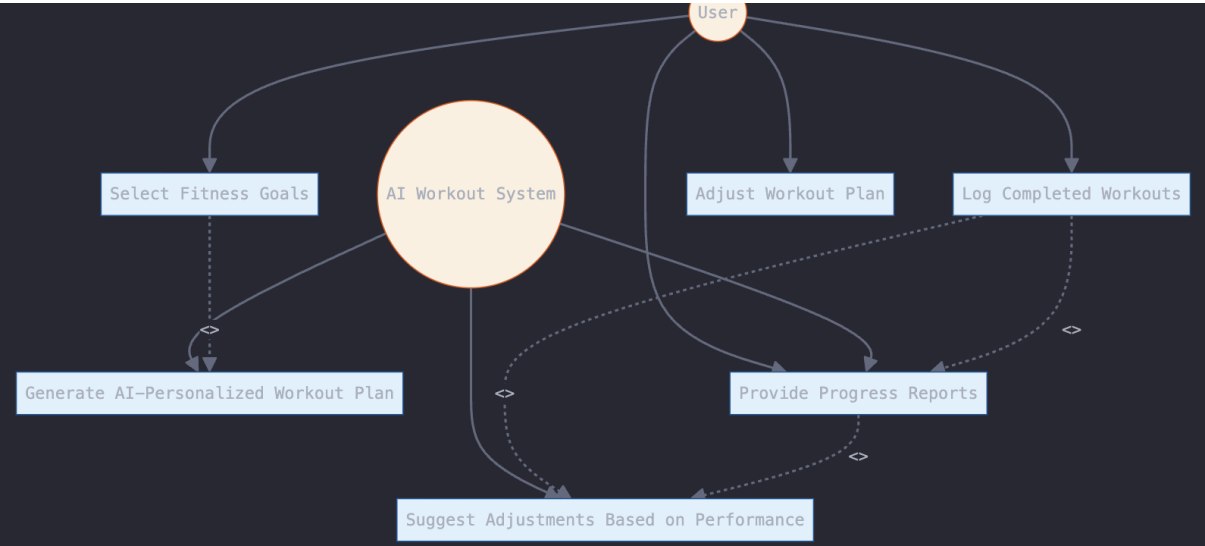 User
Select Fitness Goals
AI Workout System
Adjust Workout Plan
Log Completed Workouts
<>
<>
Generate AI-Personalized Workout Plan
<>
Provide Progress Reports
<>
Suggest Adjustments Based on Performance